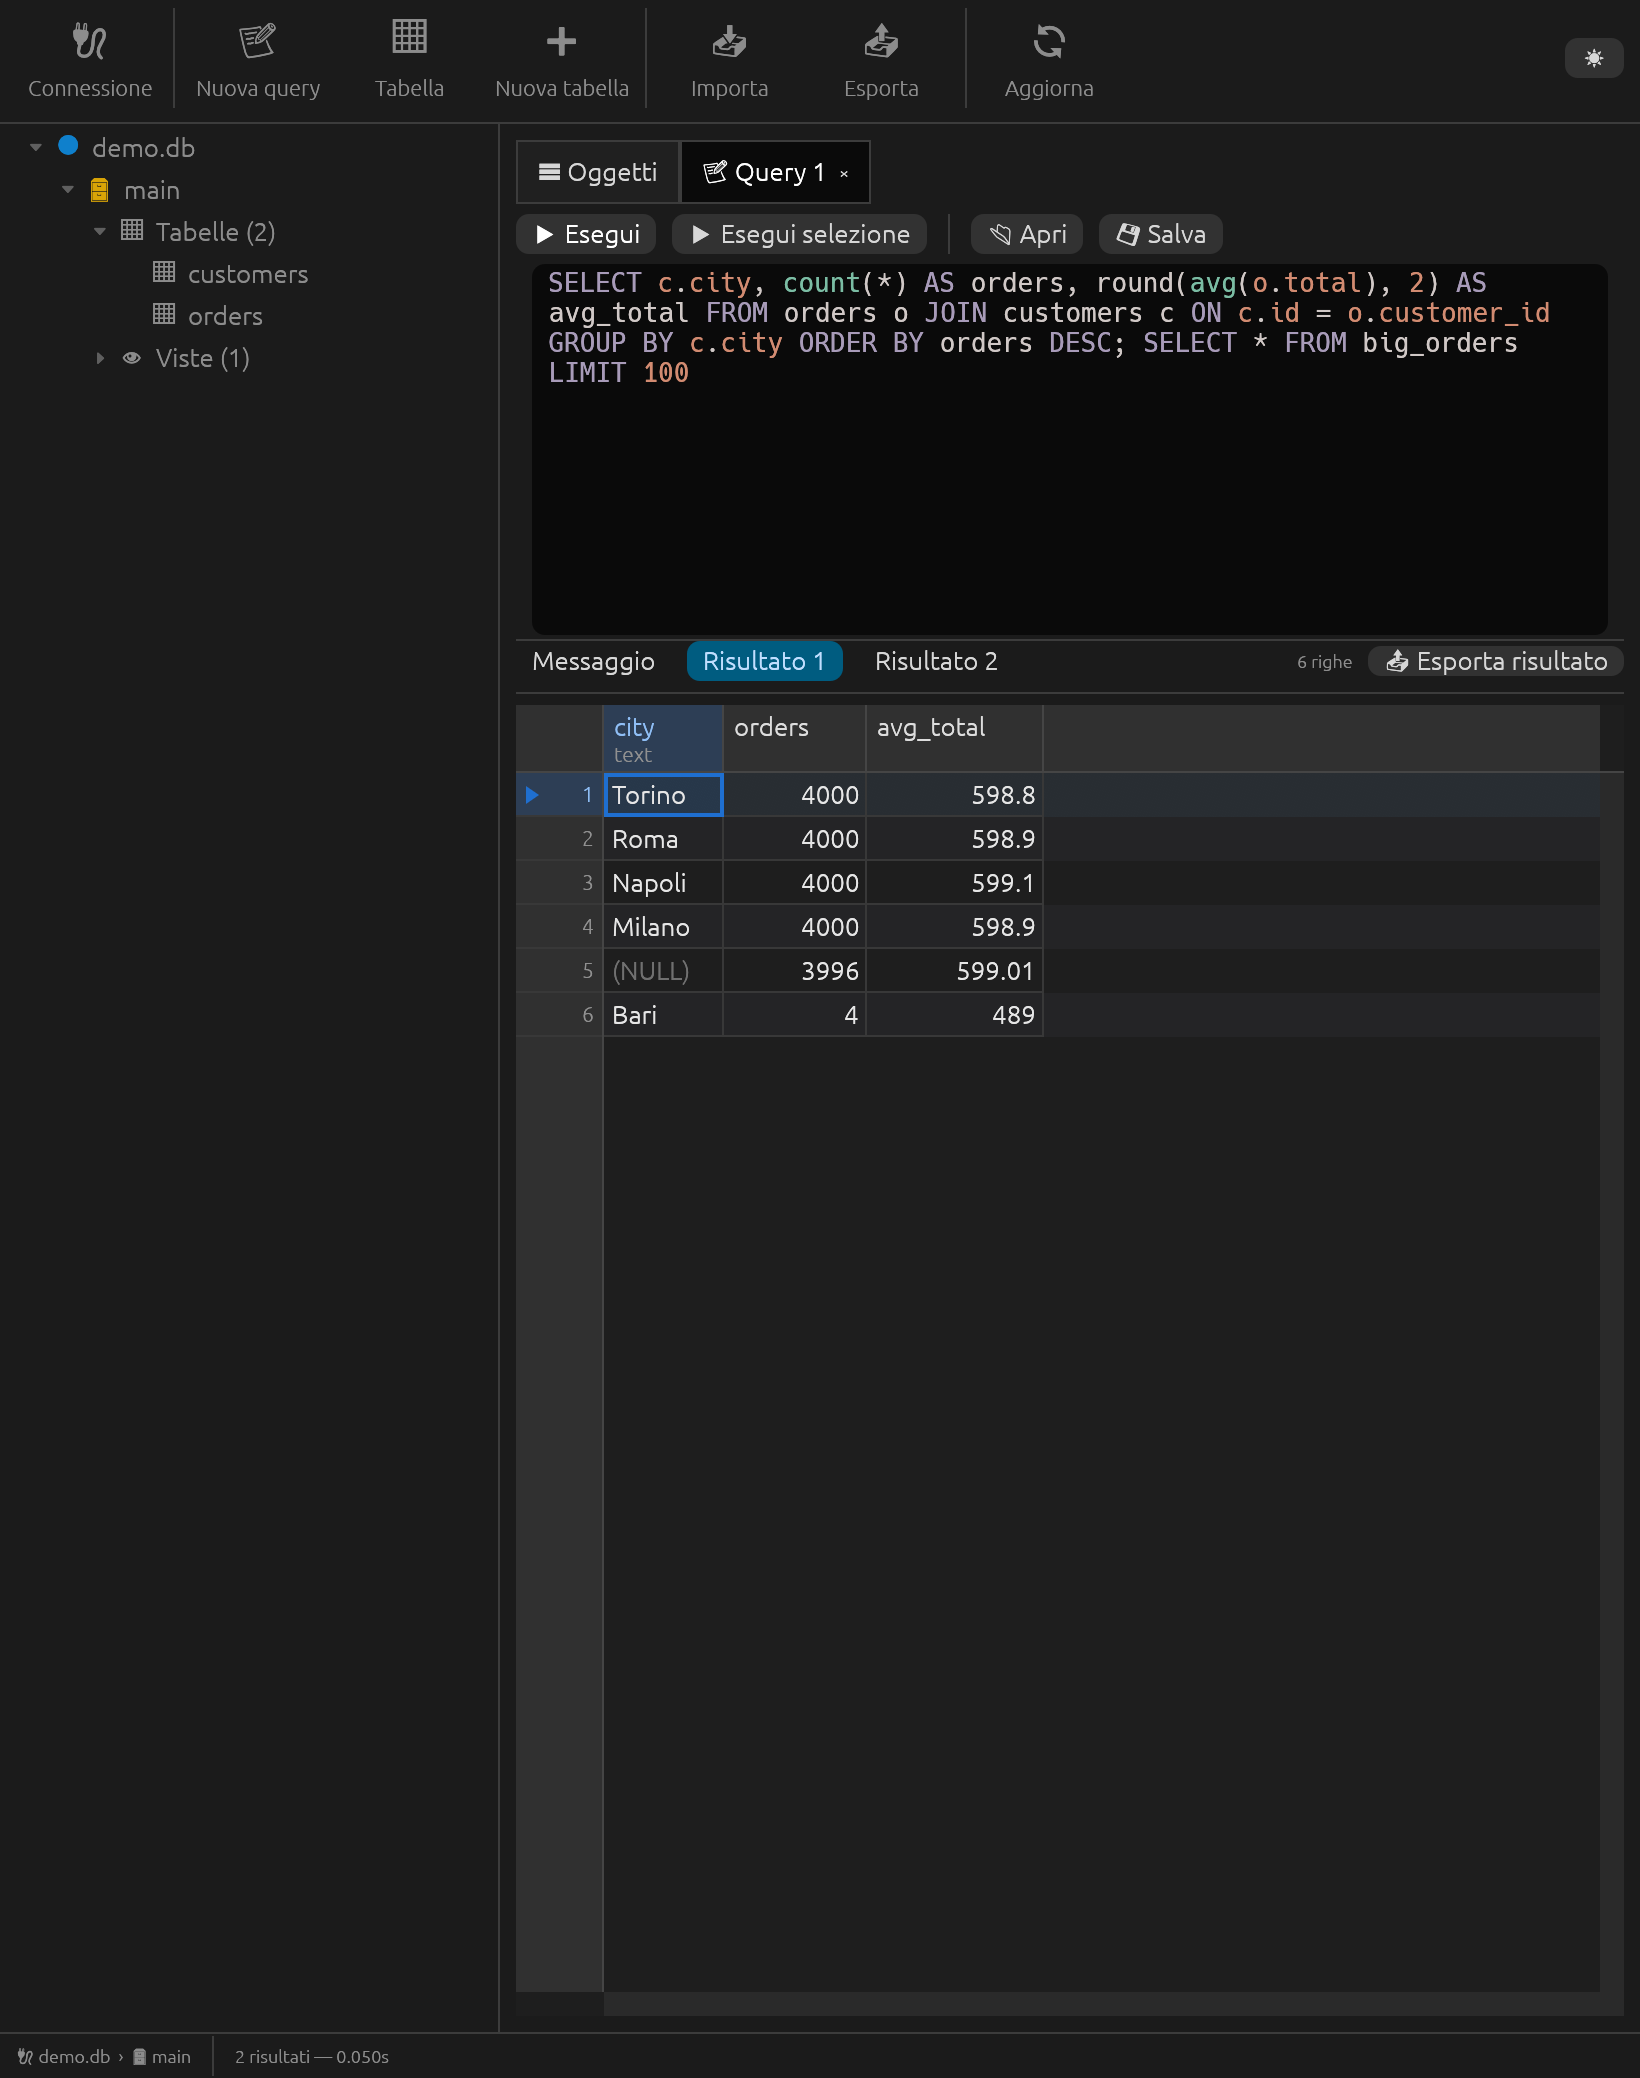 Connessione
Nuova query
Tabella
Nuova tabella
Importa
Esporta
Aggiorna
demo.db
main
Tabelle (2)
customers
orders
Viste (1)
Oggetti
Query 1 ×
Esegui
Esegui selezione
Apri
Salva
SELECT c.city, count(*) AS orders, round(avg(o.total), 2) AS
avg_total FROM orders o JOIN customers c ON c.id = o.customer_id
GROUP BY c.city ORDER BY orders DESC; SELECT * FROM big_orders
LIMIT 100
Messaggio
Risultato 1
Risultato 2
6 righe
Esporta risultato
city orders avg_total
text
1 Torino 4000 598.8
2 Roma 4000 598.9
3 Napoli 4000 599.1
4 Milano 4000 598.9
5 (NULL) 3996 599.01
6 Bari 4 489
demo.db › main
2 risultati — 0.050s